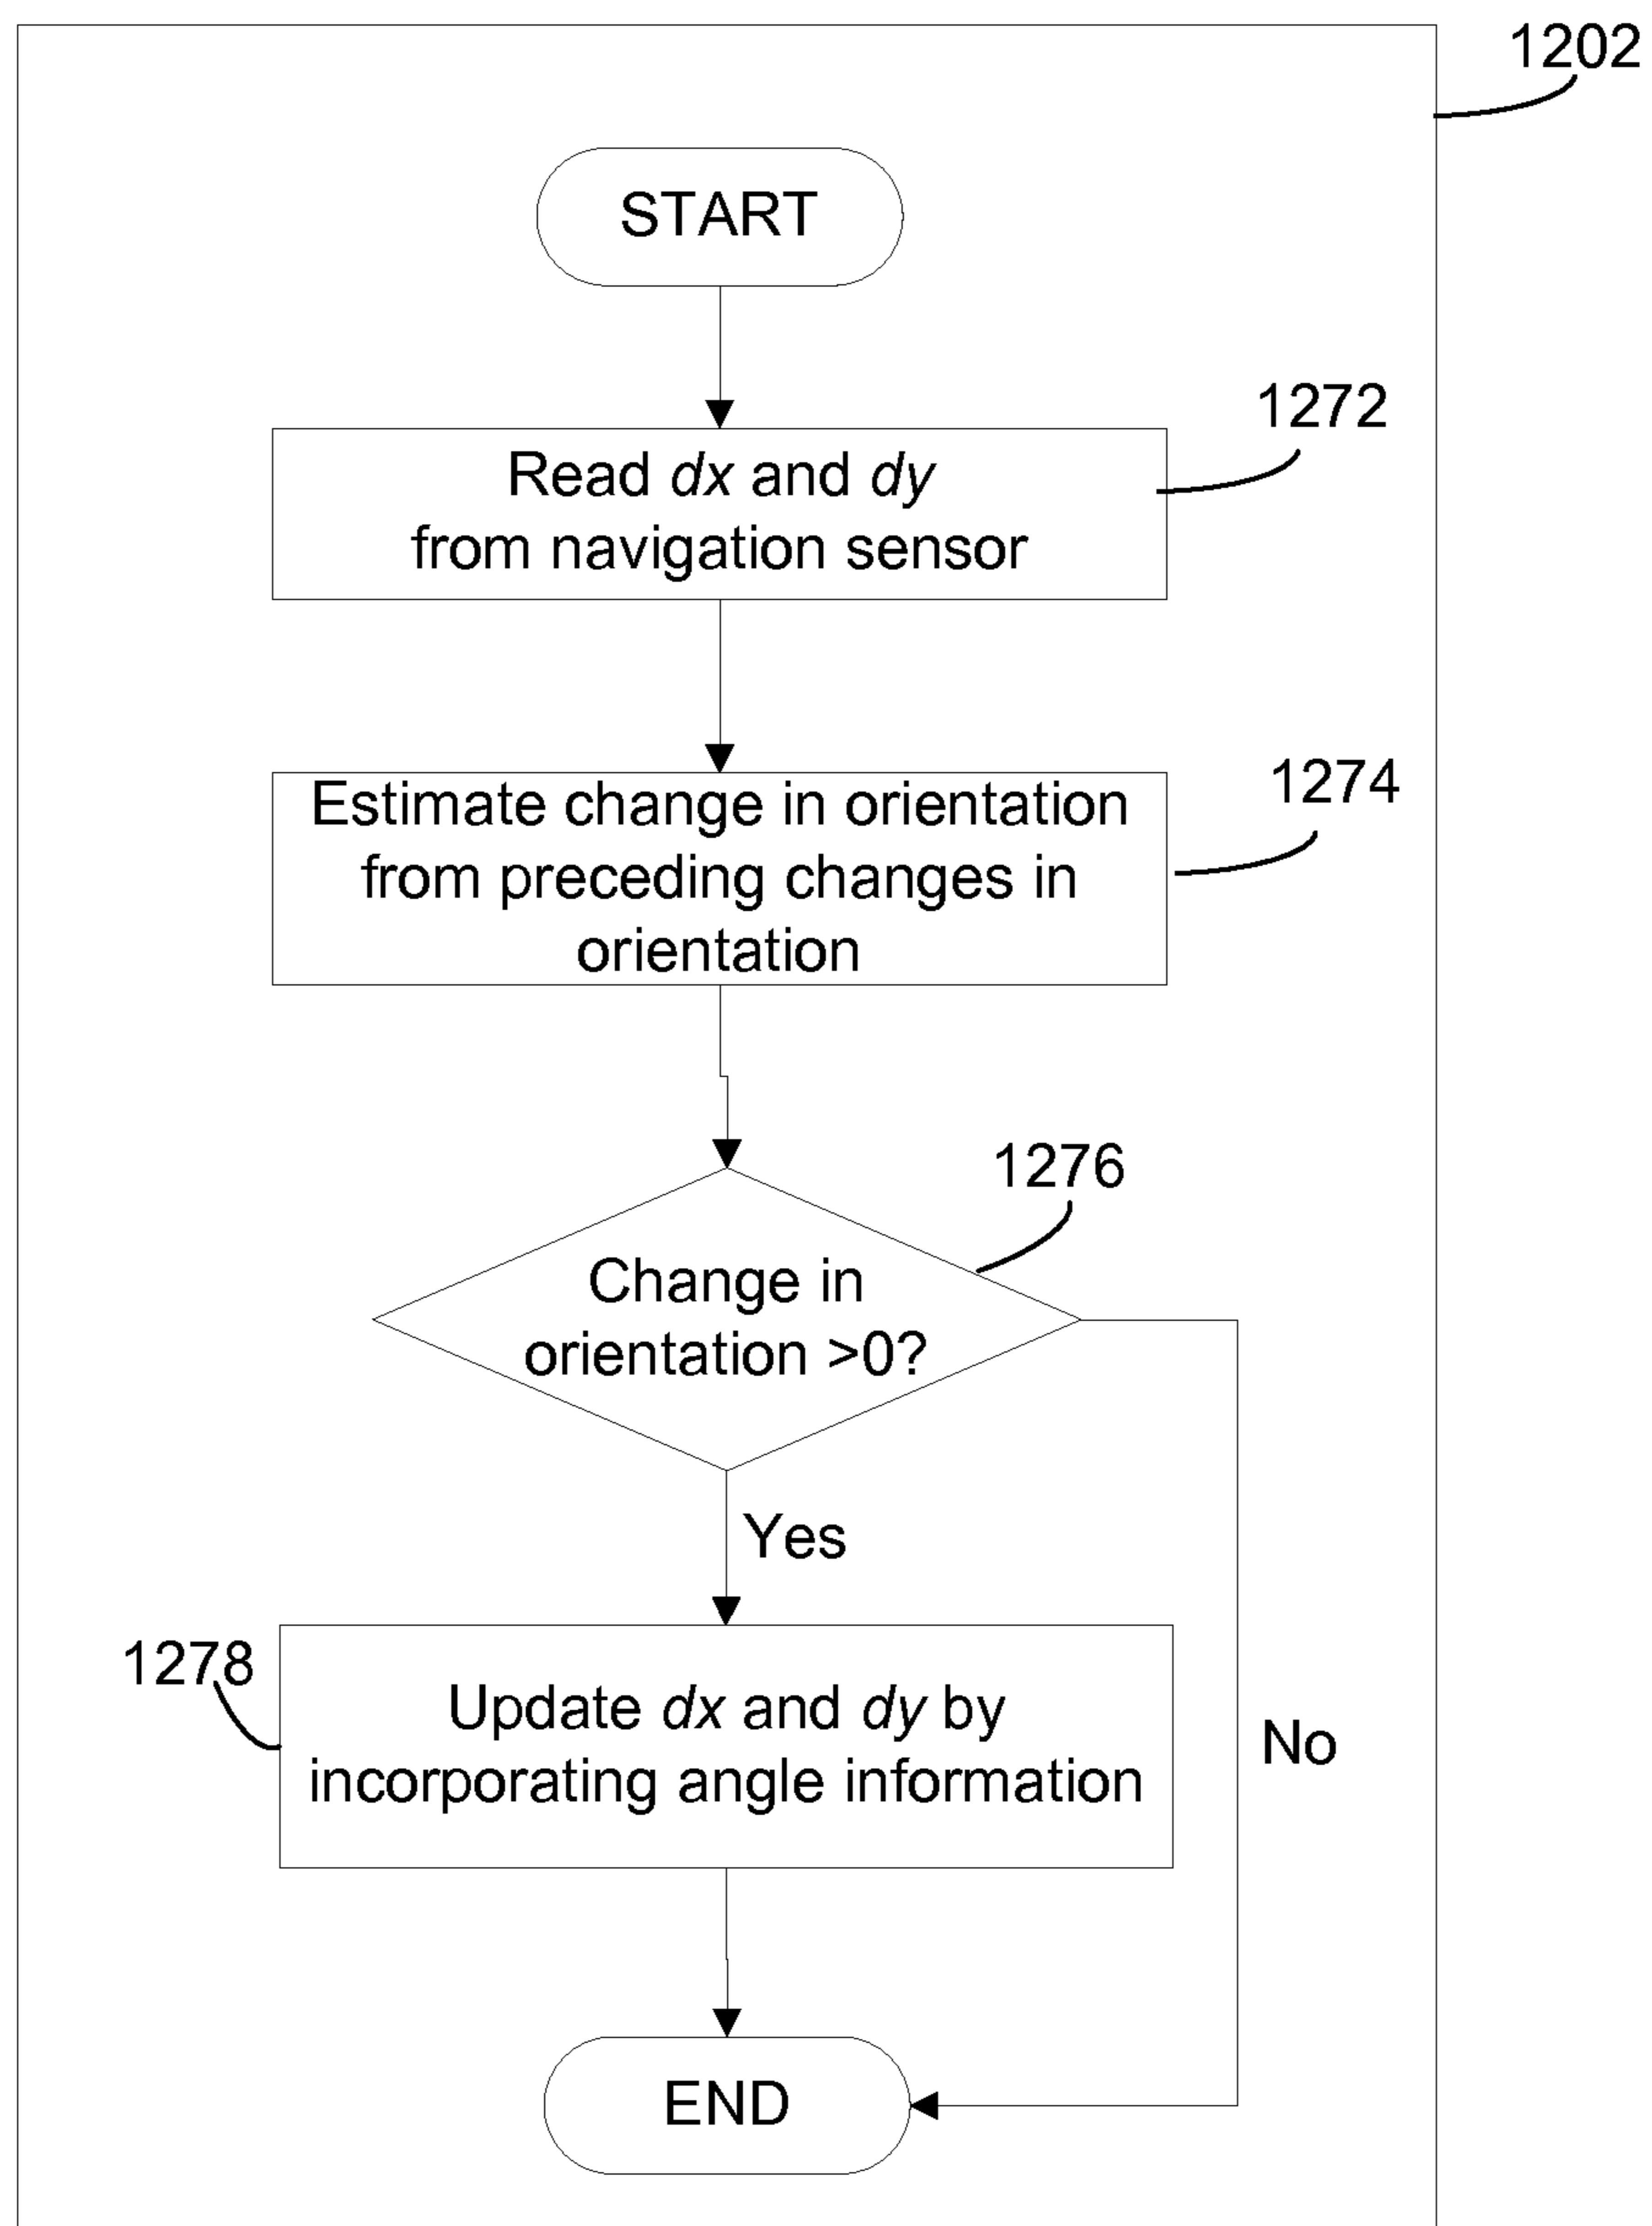 1202
START
1272
Read dx and dy
from navigation sensor
1274
Estimate change in orientation
from preceding changes in
orientation
1276
Change in
orientation >0?
Yes
1278
Update dx and dy by
incorporating angle information
No
END